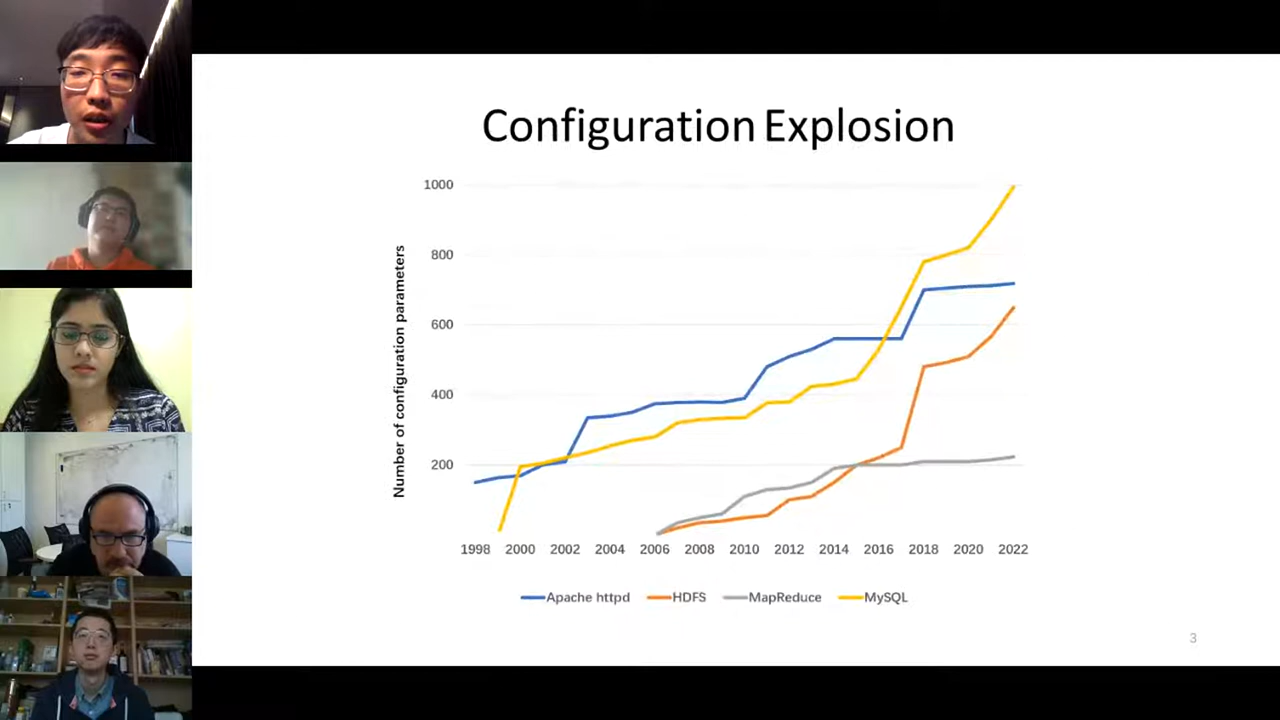 Configuration Explosion
Number of configuration parameters
1000
800
600
400
200
1998 2000 2002 2004 2006 2008 2010 2012 2014 2016 2018 2020 2022
Apache httpd HDFS MapReduce MySQL
3